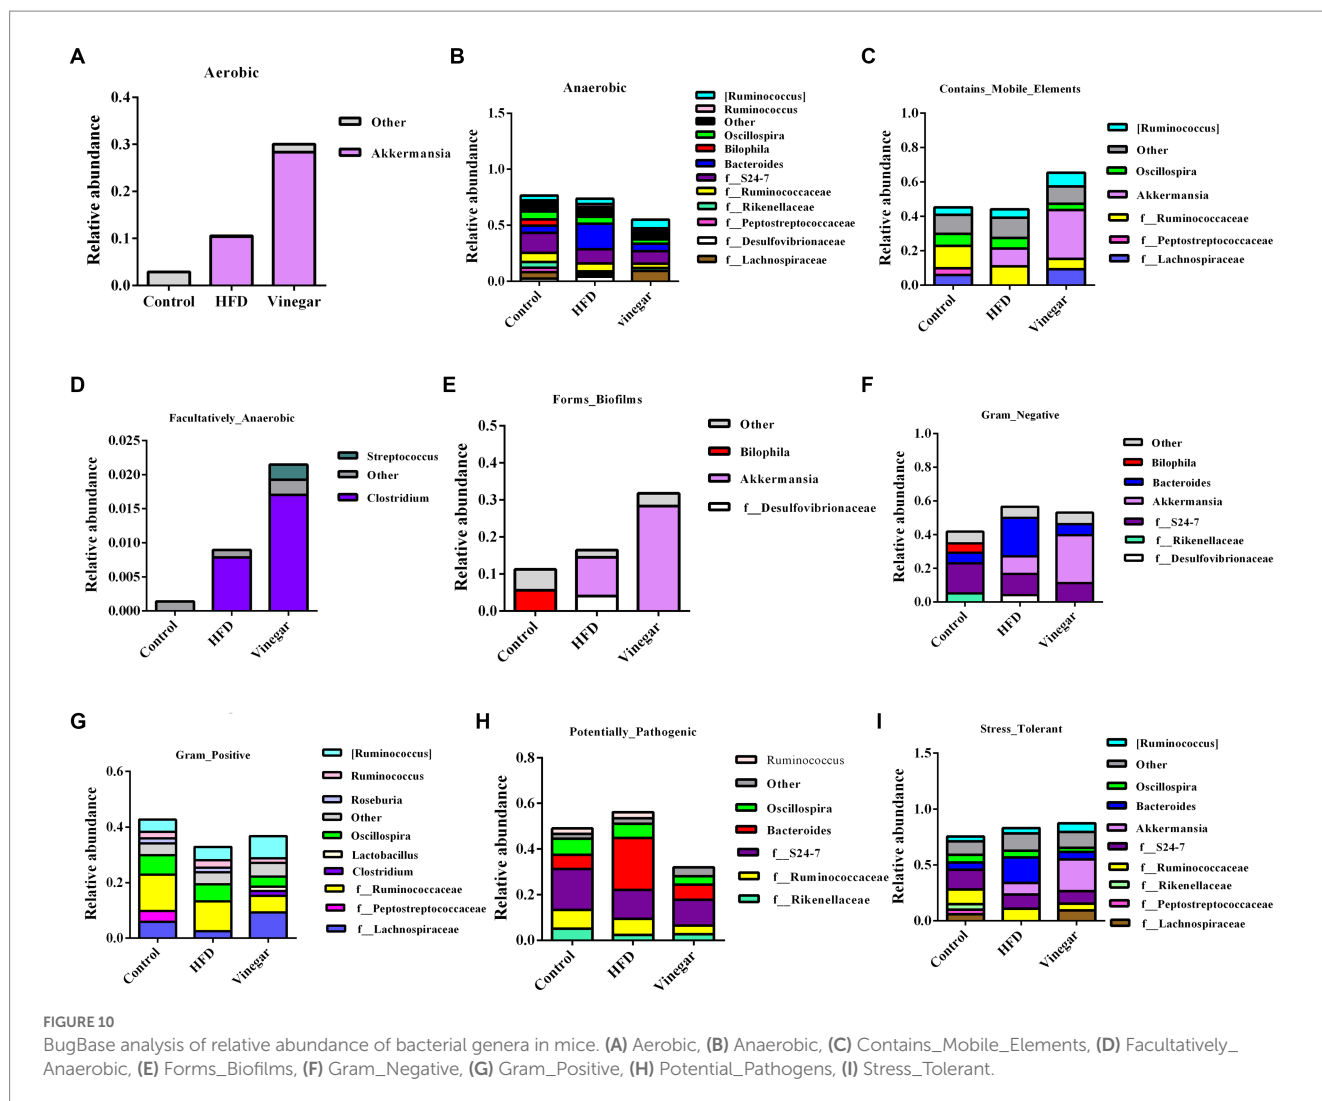 A
Aerobic
Relative abundance
0.4
0.3
0.2
0.1
0.0
Control
HFD
Vinegar
Other
Akkermansia
B
Anaerobic
Relative abundance
1.5
1.0
0.5
0.0
Control
HFD
vinegar
[Ruminococcus]
Ruminococcus
Other
Oscillospira
Bilophila
Bacteroides
f__S24-7
f__Ruminococcaceae
f__Rikenellaceae
f__Peptostreptococcaceae
f__Desulfovibrionaceae
f__Lachnospiraceae
C
Contains_Mobile_Elements
Relative abundance
1.0
0.8
0.6
0.4
0.2
0.0
Control
HFD
Vinegar
[Ruminococcus]
Other
Oscillospira
Akkermansia
f__Ruminococcaceae
f__Peptostreptococcaceae
f__Lachnospiraceae
D
Facultatively_Anaerobic
Relative abundance
0.025
0.020
0.015
0.010
0.005
0.000
Control
HFD
Vinegar
Streptococcus
Other
Clostridium
E
Forms_Biofilms
Relative abundance
0.5
0.4
0.3
0.2
0.1
0.0
Control
HFD
Vinegar
Other
Bilophila
Akkermansia
f__Desulfovibrionaceae
F
Gram_Negative
Relative abundance
1.0
0.8
0.6
0.4
0.2
0.0
Control
HFD
Vinegar
Other
Bilophila
Bacteroides
Akkermansia
f__S24-7
f__Rikenellaceae
f__Desulfovibrionaceae
G
Gram_Positive
Relative abundance
0.6
0.4
0.2
0.0
Control
HFD
Vinegar
[Ruminococcus]
Ruminococcus
Roseburia
Other
Oscillospira
Lactobacillus
Clostridium
f__Ruminococcaceae
f__Peptostreptococcaceae
f__Lachnospiraceae
H
Potentially_Pathogenic
Relative abundance
0.8
0.6
0.4
0.2
0.0
Control
HFD
Vinegar
Ruminococcus
Other
Oscillospira
Bacteroides
f__S24-7
f__Ruminococcaceae
f__Rikenellaceae
I
Stress_Tolerant
Relative abundance
1.5
1.0
0.5
0.0
Control
HFD
Vinegar
[Ruminococcus]
Other
Oscillospira
Bacteroides
Akkermansia
f__S24-7
f__Ruminococcaceae
f__Rikenellaceae
f__Peptostreptococcaceae
f__Lachnospiraceae
FIGURE 10
BugBase analysis of relative abundance of bacterial genera in mice. (A) Aerobic, (B) Anaerobic, (C) Contains_Mobile_Elements, (D) Facultatively_
Anaerobic, (E) Forms_Biofilms, (F) Gram_Negative, (G) Gram_Positive, (H) Potential_Pathogens, (I) Stress_Tolerant.